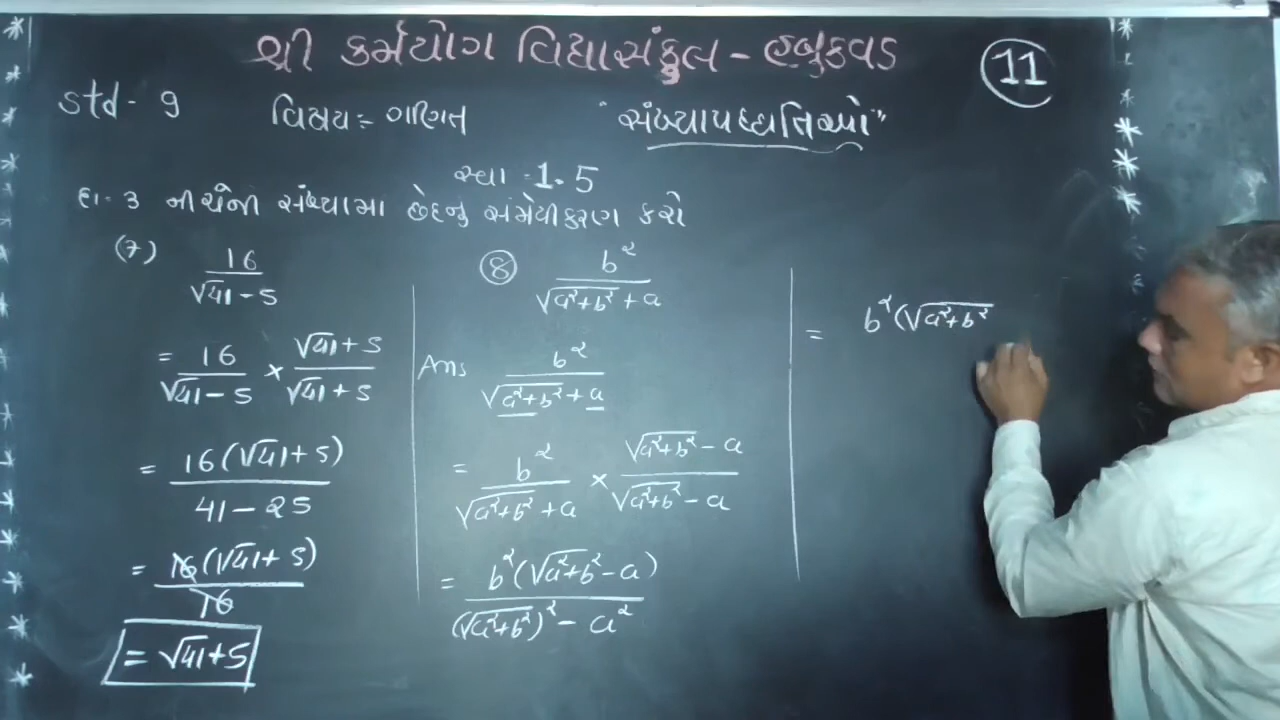 શ્રી કર્મયોગ વિદ્યાસંકુલ - હબુકવડ
11
Std - 9 વિષય :- ગણિત "સંખ્યાપદ્ધતિઓ"
સ્વા :- 1.5
દા. 3 નીચેની સંખ્યામા છેદનુ સંમેયીકરણ કરો
(7) 16 / (√41 - 5)
= 16 / (√41 - 5) × (√41 + 5) / (√41 + 5)
= 16(√41 + 5) / (41 - 25)
= 16(√41 + 5) / 16
= √41 + 5
(8) b² / (√(a²+b²) + a)
Ans b² / (√(a²+b²) + a)
= b² / (√(a²+b²) + a) × (√(a²+b²) - a) / (√(a²+b²) - a)
= b²(√(a²+b²) - a) / ((√(a²+b²))² - a²)
= b²(√(a²+b²)